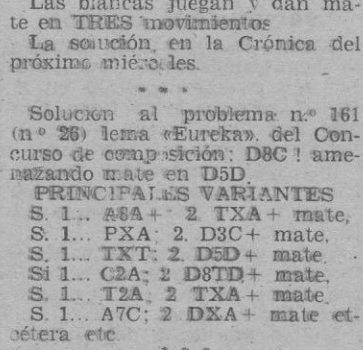 Las blancas juegan y dan ma-
te en TRES movimientos
La solución en la Crónica del
próximo miércoles.
* * *
Solución al problema n.º 161
(n º 26) lema «Eureka». del Con-
curso de composición: D8C ! ame-
nazando mate en D5D.
PRINCIPALES VARIANTES
S. 1... A8A+ 2. TXA+ mate,
S. 1... PXA; 2. D3C+ mate,
S. 1... TXT; 2. D5D+ mate.
Si 1... C2A; 2 D8TD+ mate,
S. 1... T2A; 2 TXA+ mate,
S. 1... A7C; 2 DXA+ mate et-
cétera etc
* * *